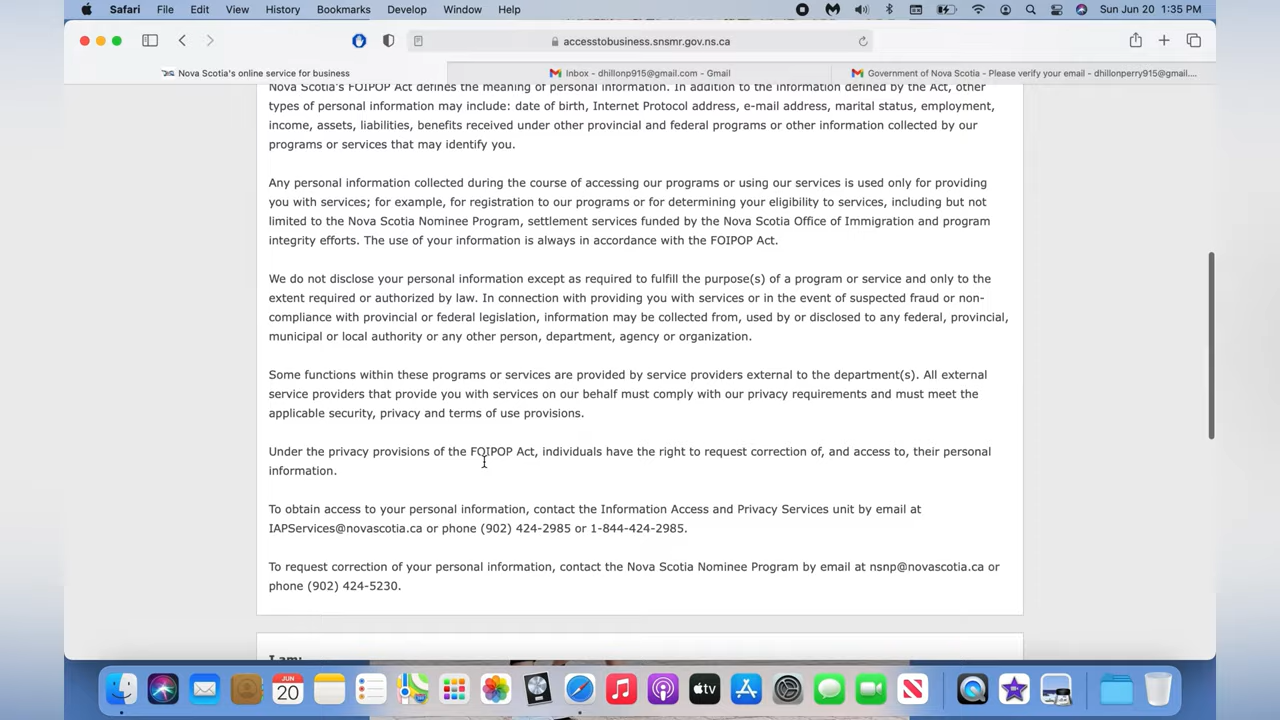 Safari File Edit View History Bookmarks Develop Window Help Sun Jun 20 1:35 PM
accesstobusiness.snsmr.gov.ns.ca
Nova Scotia's online service for business Inbox - dhillonp915@gmail.com - Gmail Government of Nova Scotia - Please verify your email - dhillonperry915@gmail....
Nova Scotia's FOIPOP Act defines the meaning of personal information. In addition to the information defined by the Act, other
types of personal information may include: date of birth, Internet Protocol address, e-mail address, marital status, employment,
income, assets, liabilities, benefits received under other provincial and federal programs or other information collected by our
programs or services that may identify you.
Any personal information collected during the course of accessing our programs or using our services is used only for providing
you with services; for example, for registration to our programs or for determining your eligibility to services, including but not
limited to the Nova Scotia Nominee Program, settlement services funded by the Nova Scotia Office of Immigration and program
integrity efforts. The use of your information is always in accordance with the FOIPOP Act.
We do not disclose your personal information except as required to fulfill the purpose(s) of a program or service and only to the
extent required or authorized by law. In connection with providing you with services or in the event of suspected fraud or non-
compliance with provincial or federal legislation, information may be collected from, used by or disclosed to any federal, provincial,
municipal or local authority or any other person, department, agency or organization.
Some functions within these programs or services are provided by service providers external to the department(s). All external
service providers that provide you with services on our behalf must comply with our privacy requirements and must meet the
applicable security, privacy and terms of use provisions.
Under the privacy provisions of the FOIPOP Act, individuals have the right to request correction of, and access to, their personal
information.
To obtain access to your personal information, contact the Information Access and Privacy Services unit by email at
IAPServices@novascotia.ca or phone (902) 424-2985 or 1-844-424-2985.
To request correction of your personal information, contact the Nova Scotia Nominee Program by email at nsnp@novascotia.ca or
phone (902) 424-5230.
I am:
JUN
20
tv